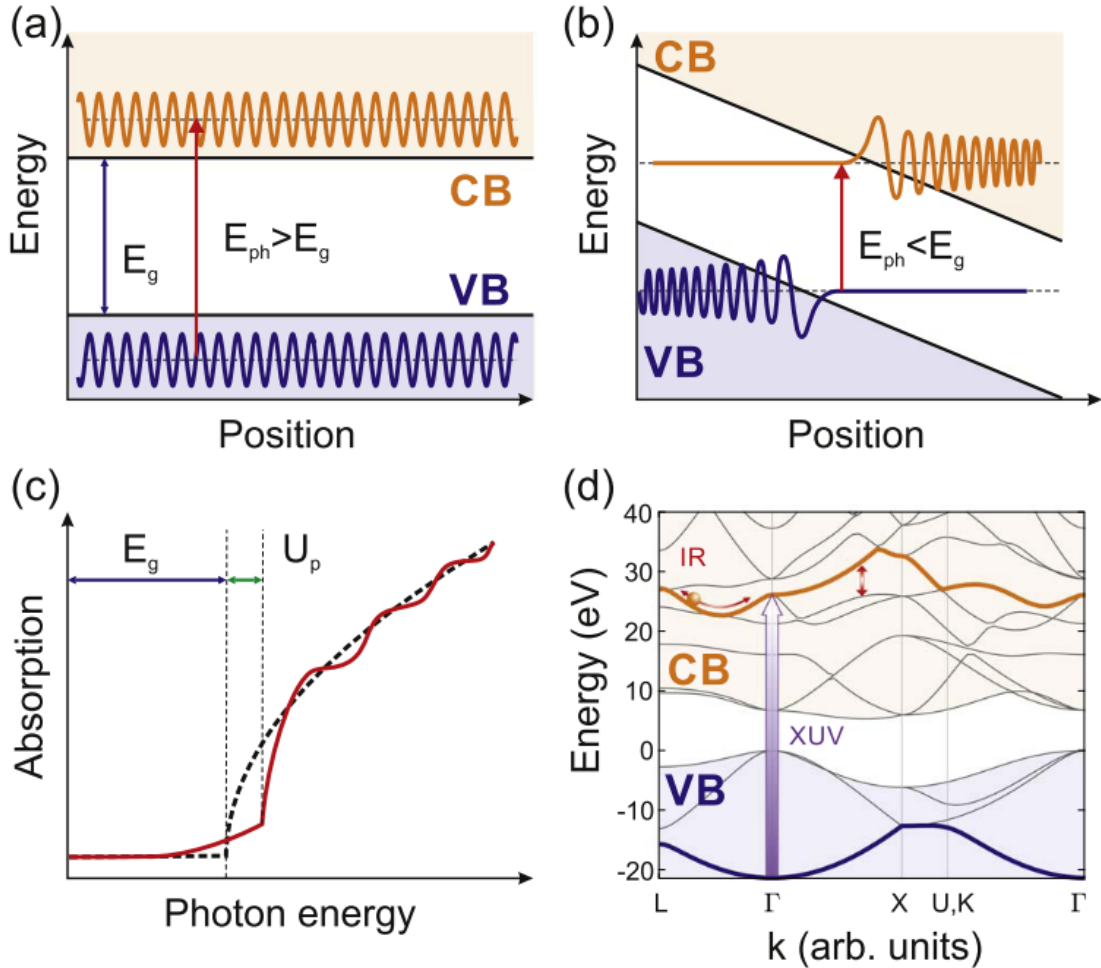 (a)
Energy
CB
E_g
E_ph>E_g
VB
Position
(b)
Energy
CB
E_ph<E_g
VB
Position
(c)
Absorption
E_g
U_p
Photon energy
(d)
Energy (eV)
40
30
20
10
0
-10
-20
IR
CB
XUV
VB
L Γ X U,K Γ
k (arb. units)